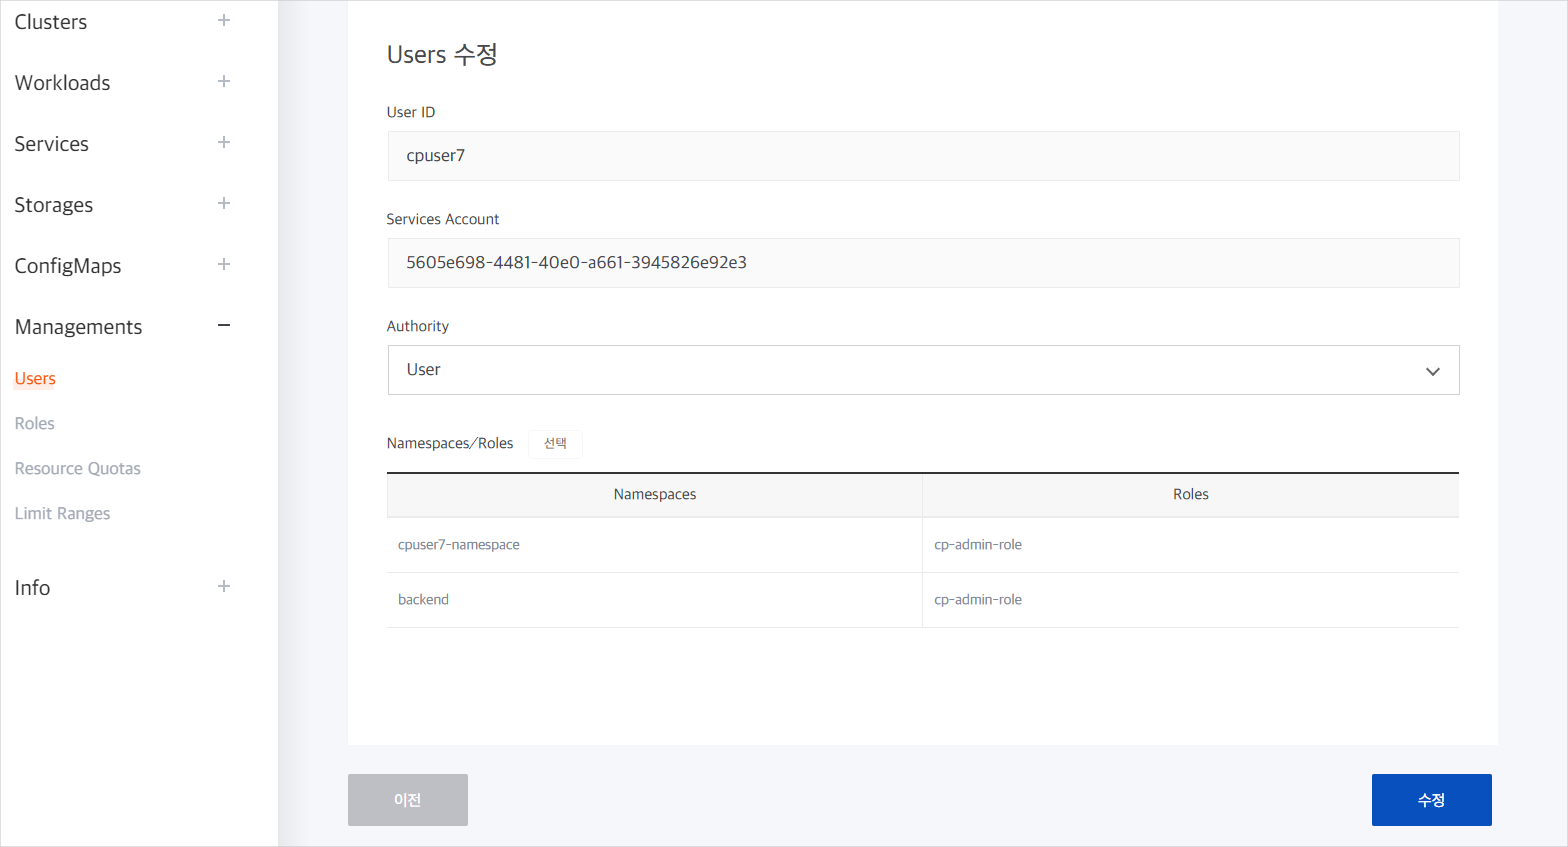 Clusters
Workloads
Services
Storages
ConfigMaps
Managements
Users
Roles
Resource Quotas
Limit Ranges
Info
Users 수정
User ID
cpuser7
Services Account
5605e698-4481-40e0-a661-3945826e92e3
Authority
User
Namespaces/Roles 선택
Namespaces Roles
cpuser7-namespace cp-admin-role
backend cp-admin-role
이전 수정